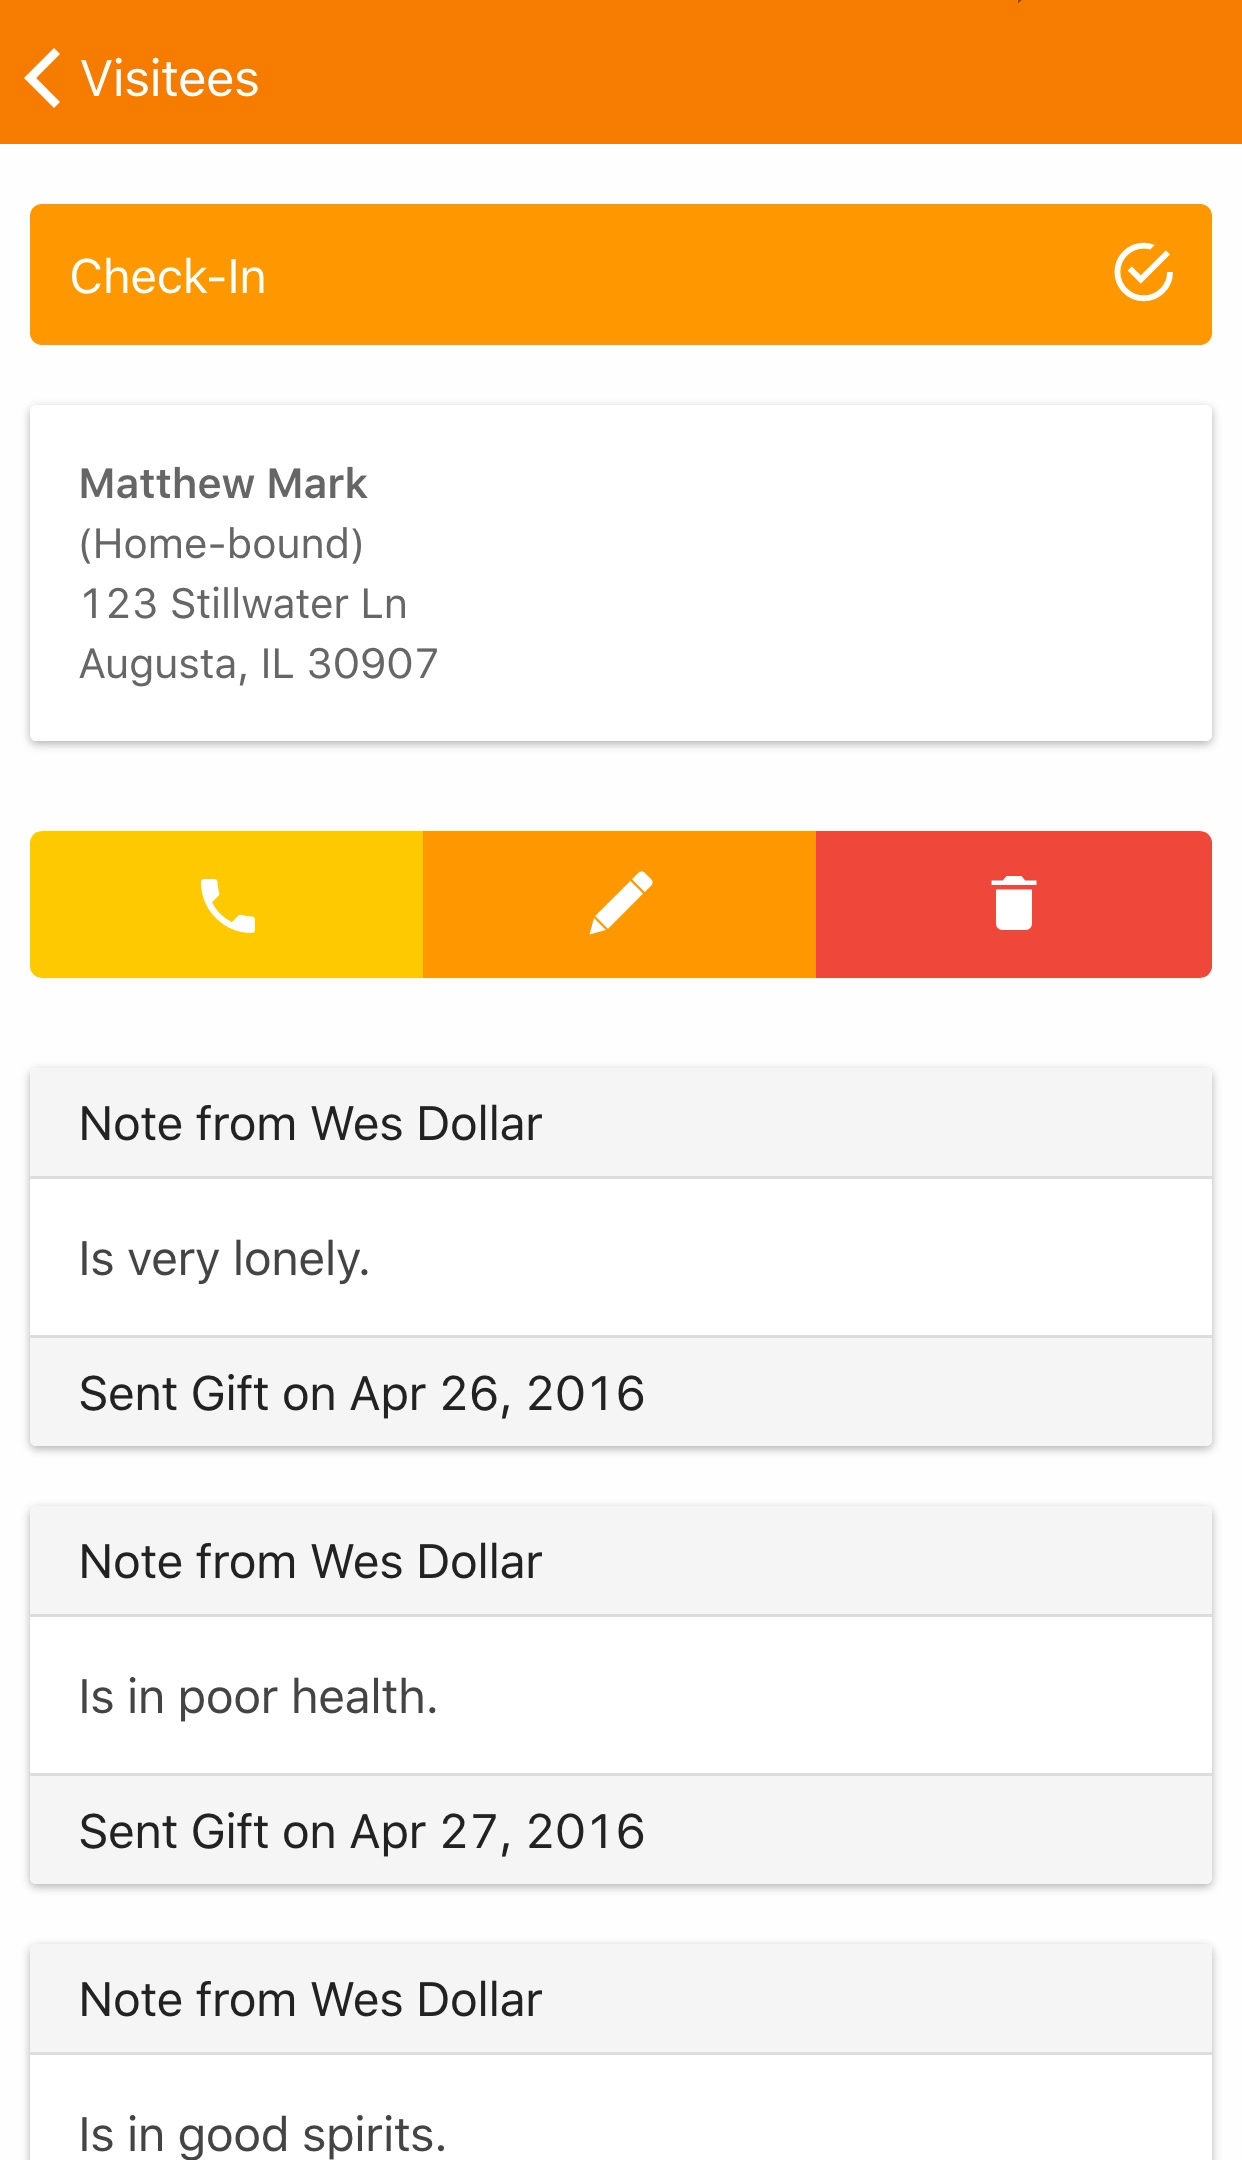 Visitees
Check-In
Matthew Mark
(Home-bound)
123 Stillwater Ln
Augusta, IL 30907
Note from Wes Dollar
Is very lonely.
Sent Gift on Apr 26, 2016
Note from Wes Dollar
Is in poor health.
Sent Gift on Apr 27, 2016
Note from Wes Dollar
Is in good spirits.